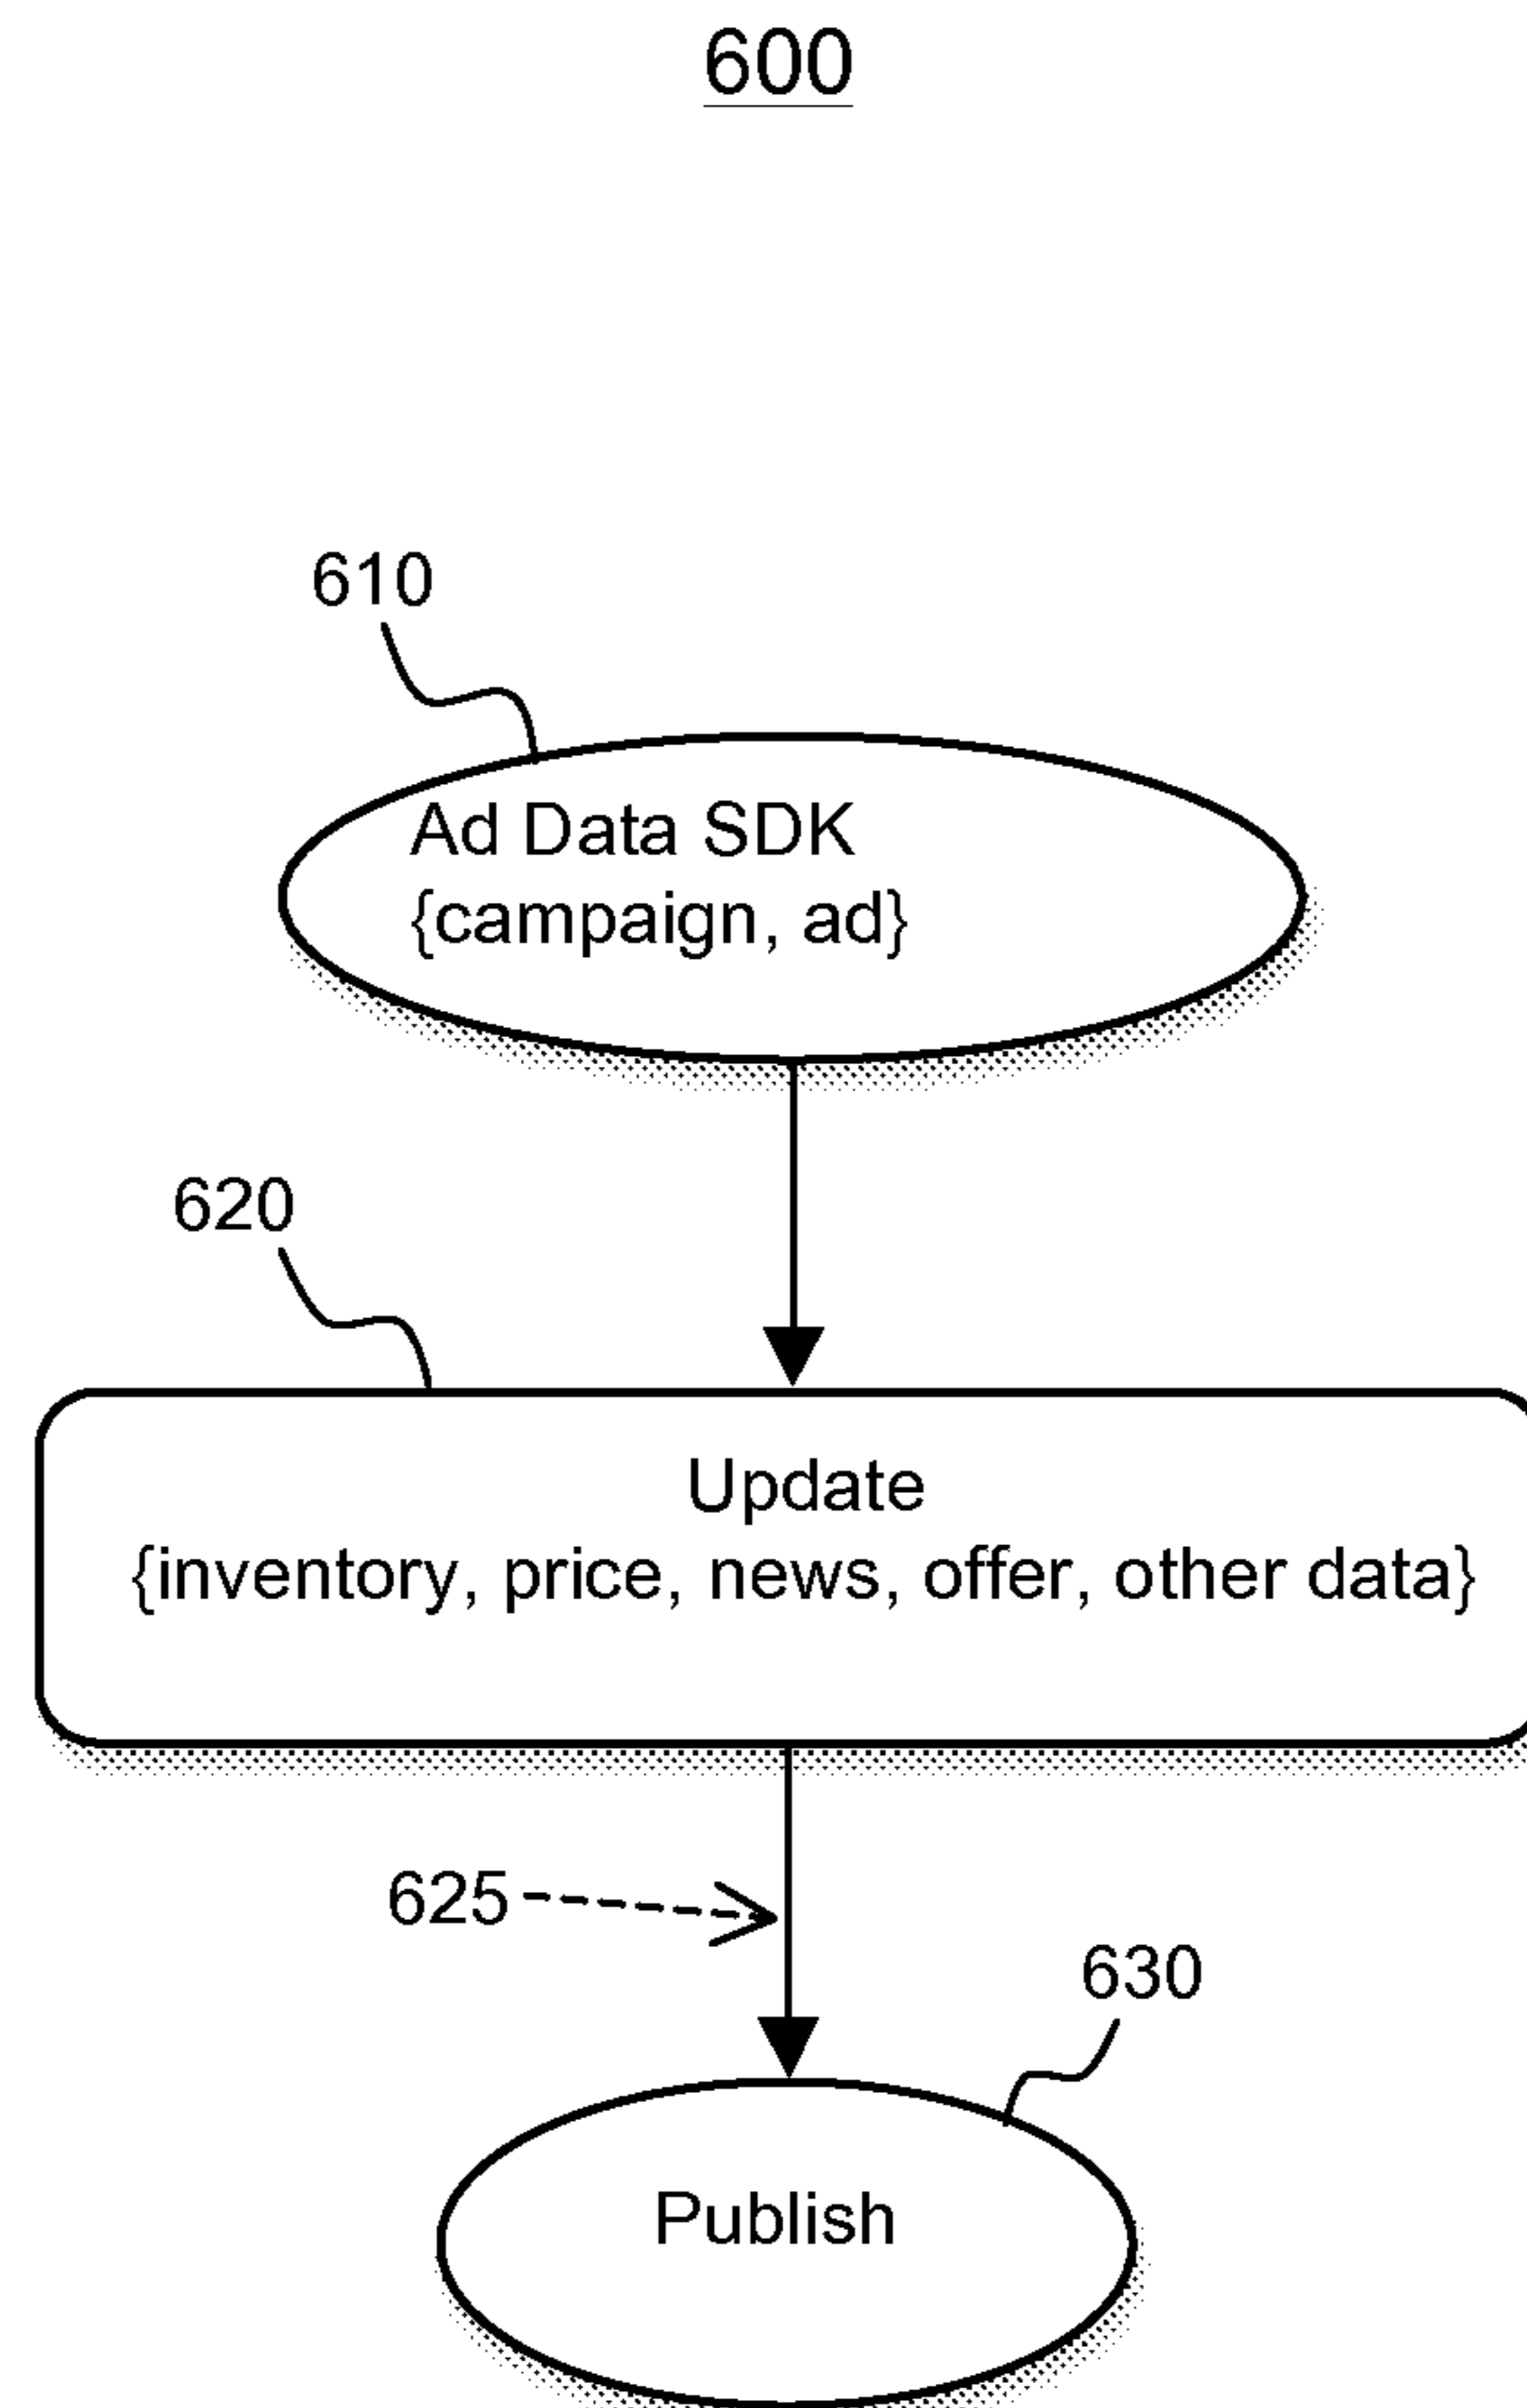 600
610
Ad Data SDK
{campaign, ad}
620
Update
{inventory, price, news, offer, other data}
625
630
Publish